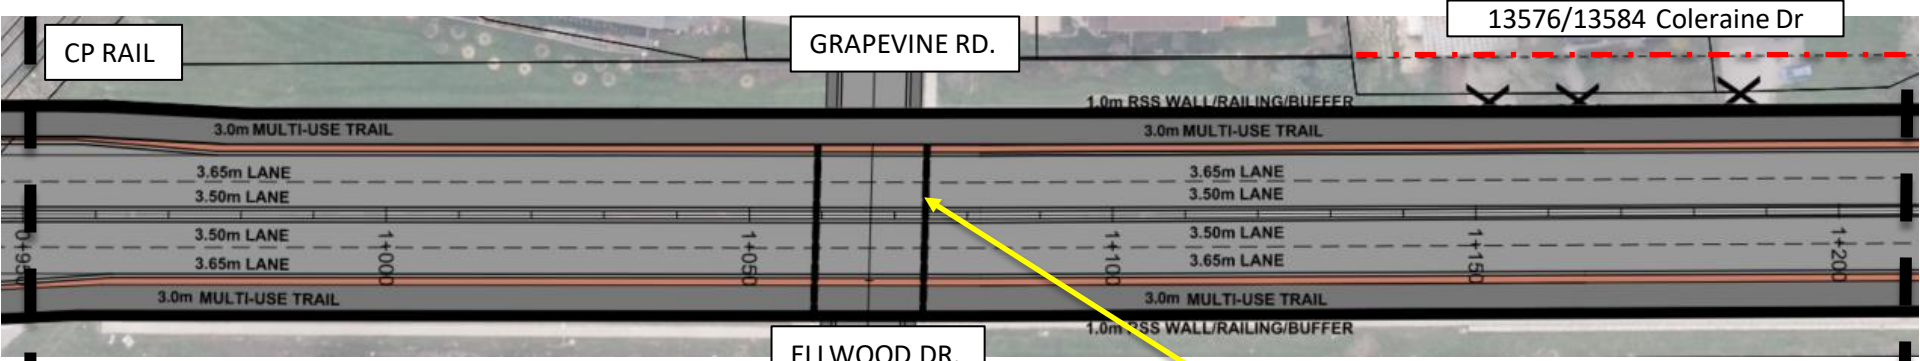 13576/13584 Coleraine Dr
CP RAIL
GRAPEVINE RD.
1.0m RSS WALL/RAILING/BUFFER
3.0m MULTI-USE TRAIL
3.0m MULTI-USE TRAIL
3.65m LANE
3.65m LANE
3.50m LANE
3.50m LANE
3.50m LANE
3.50m LANE
0+950
1+000
1+050
1+100
1+150
1+200
3.65m LANE
3.65m LANE
3.0m MULTI-USE TRAIL
3.0m MULTI-USE TRAIL
1.0m RSS WALL/RAILING/BUFFER
ELLWOOD DR.